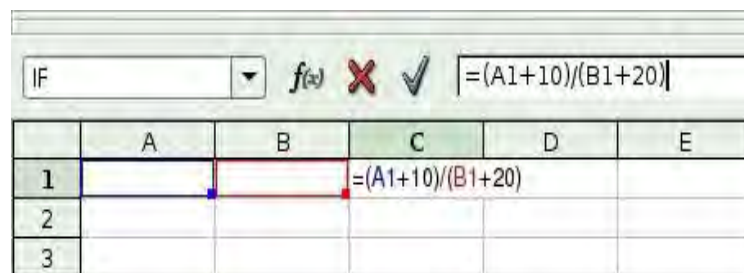 IF f(x) =(A1+10)/(B1+20)
A B C D E
1 =(A1+10)/(B1+20)
2
3